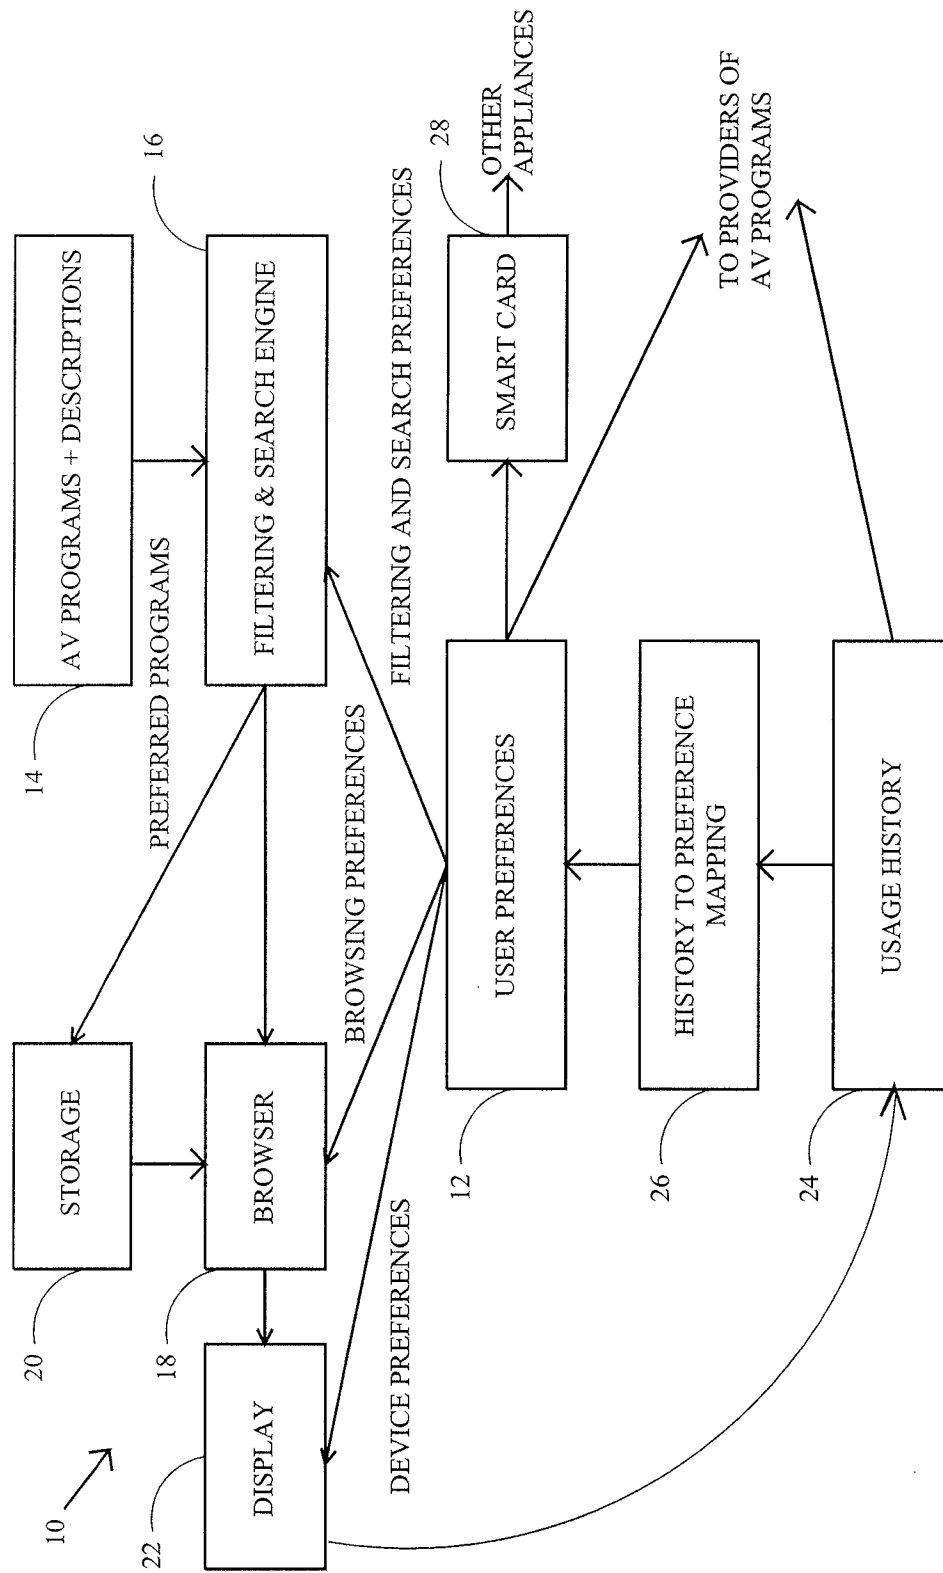 10
20
STORAGE
PREFERRED PROGRAMS
14
AV PROGRAMS + DESCRIPTIONS
22
DISPLAY
18
BROWSER
FILTERING & SEARCH ENGINE
16
DEVICE PREFERENCES
BROWSING PREFERENCES
FILTERING AND SEARCH PREFERENCES
12
USER PREFERENCES
SMART CARD
28
OTHER
APPLIANCES
26
HISTORY TO PREFERENCE
MAPPING
TO PROVIDERS OF
AV PROGRAMS
24
USAGE HISTORY